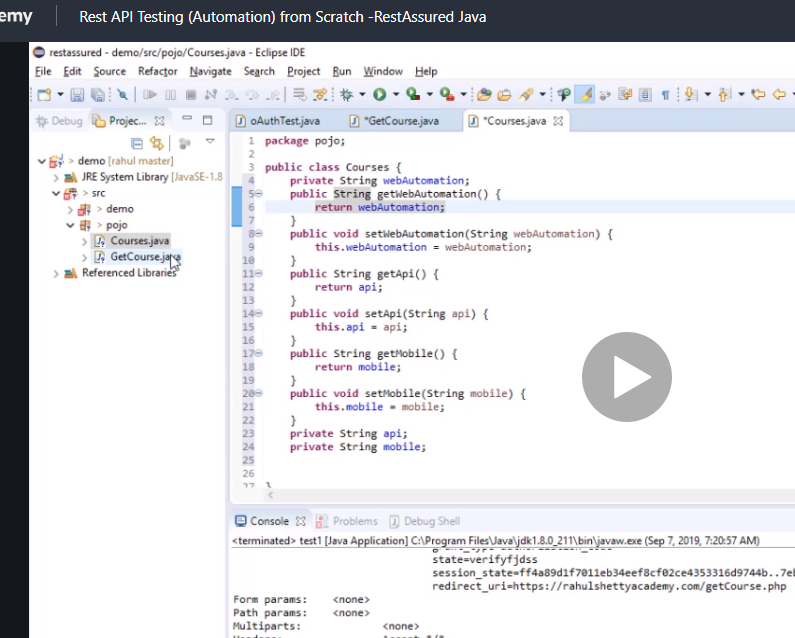 emy Rest API Testing (Automation) from Scratch -RestAssured Java
restassured - demo/src/pojo/Courses.java - Eclipse IDE
File Edit Source Refactor Navigate Search Project Run Window Help
Debug Projec...
oAuthTest.java *GetCourse.java *Courses.java
> demo [rahul master]
JRE System Library [JavaSE-1.8
> src
> demo
> pojo
Courses.java
GetCourse.java
Referenced Libraries
1 package pojo;
2
3 public class Courses {
4 private String webAutomation;
5 public String getWebAutomation() {
6 return webAutomation;
7 }
8 public void setWebAutomation(String webAutomation) {
9 this.webAutomation = webAutomation;
10 }
11 public String getApi() {
12 return api;
13 }
14 public void setApi(String api) {
15 this.api = api;
16 }
17 public String getMobile() {
18 return mobile;
19 }
20 public void setMobile(String mobile) {
21 this.mobile = mobile;
22 }
23 private String api;
24 private String mobile;
25
26
27 }
Console Problems Debug Shell
<terminated> test1 [Java Application] C:\Program Files\Java\jdk1.8.0_211\bin\javaw.exe (Sep 7, 2019, 7:20:57 AM)
state=verifyfjdss
session_state=ff4a89d1f7011eb34eef8cf02ce4353316d9744b..7eb
redirect_uri=https://rahulshettyacademy.com/getCourse.php
Form params: <none>
Path params: <none>
Multiparts: <none>